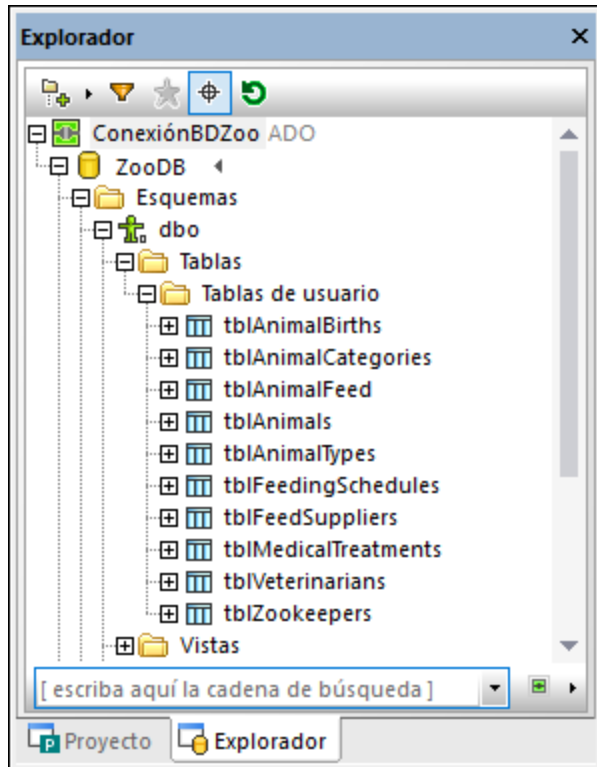 Explorador
ConexiónBDZoo ADO
ZooDB
Esquemas
dbo
Tablas
Tablas de usuario
tblAnimalBirths
tblAnimalCategories
tblAnimalFeed
tblAnimals
tblAnimalTypes
tblFeedingSchedules
tblFeedSuppliers
tblMedicalTreatments
tblVeterinarians
tblZookeepers
Vistas
[ escriba aquí la cadena de búsqueda ]
Proyecto Explorador